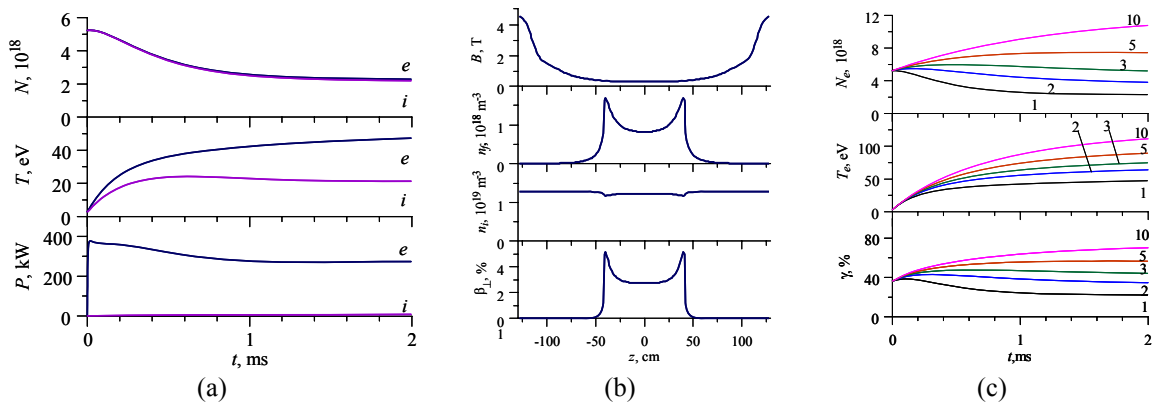 N, 10^18
6
4
2
0
e
i
T, eV
40
20
0
e
i
P, kW
400
200
0
e
i
0
1
2
t, ms
(a)
B, T
4
2
0
n_f, 10^18 m^-3
1
0
n_i, 10^19 m^-3
1
0
β_⊥, %
4
2
0
1
-100
-50
0
50
100
z, cm
(b)
N_e, 10^18
12
8
4
0
10
5
3
2
1
T_e, eV
100
50
0
2
3
10
5
1
γ, %
80
40
0
10
5
3
2
1
0
1
2
t,ms
(c)